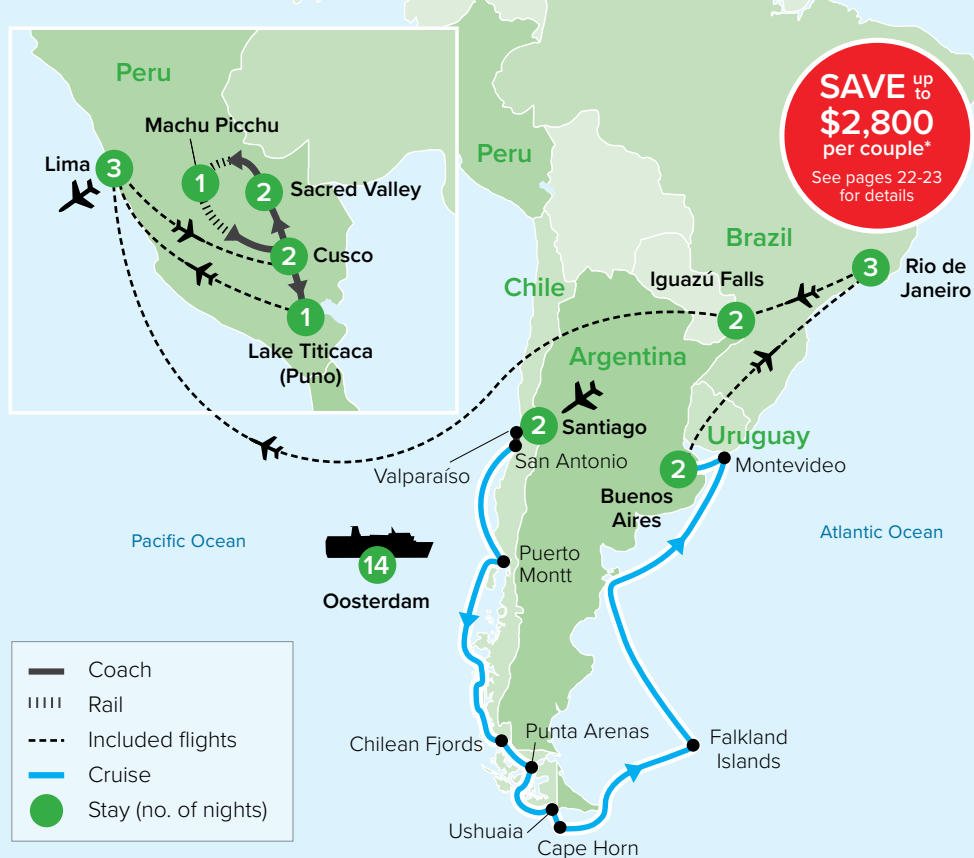 Peru
Machu Picchu
Lima
3
1
2
Sacred Valley
2
Cusco
1
Lake Titicaca
(Puno)
SAVE up to
$2,800
per couple*
See pages 22-23
for details
Peru
Brazil
Chile
Iguazú Falls
2
3
Rio de
Janeiro
Argentina
2
Santiago
Valparaíso
San Antonio
Uruguay
2
Montevideo
Buenos
Aires
Pacific Ocean
Atlantic Ocean
14
Oosterdam
Puerto
Montt
Chilean Fjords
Punta Arenas
Falkland
Islands
Ushuaia
Cape Horn
Coach
Rail
Included flights
Cruise
Stay (no. of nights)